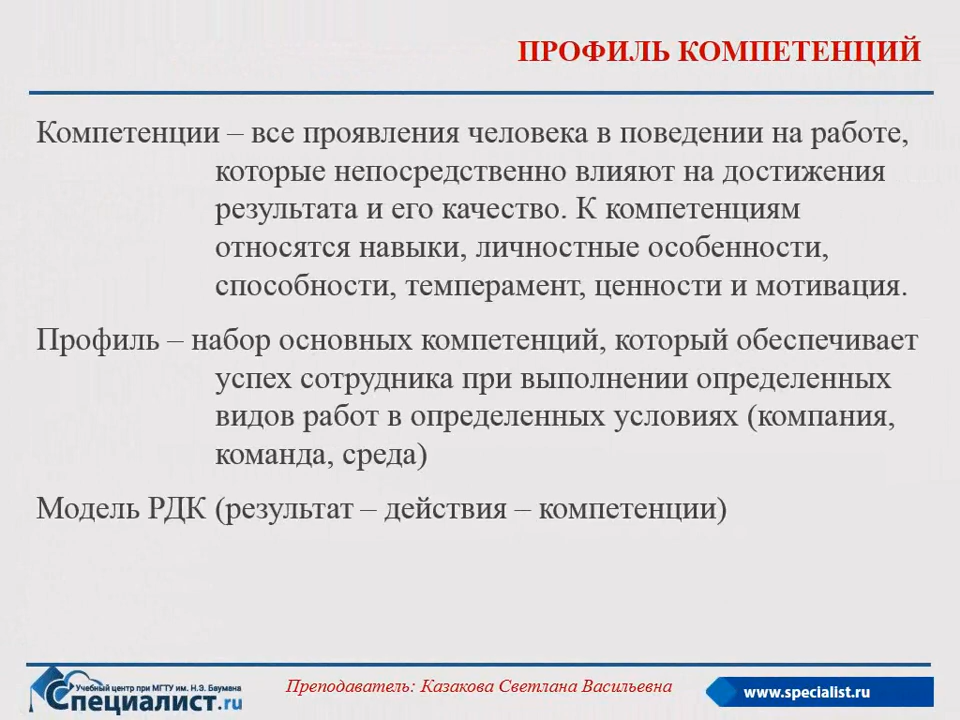 ПРОФИЛЬ КОМПЕТЕНЦИЙ
Компетенции – все проявления человека в поведении на работе,
которые непосредственно влияют на достижения
результата и его качество. К компетенциям
относятся навыки, личностные особенности,
способности, темперамент, ценности и мотивация.
Профиль – набор основных компетенций, который обеспечивает
успех сотрудника при выполнении определенных
видов работ в определенных условиях (компания,
команда, среда)
Модель РДК (результат – действия – компетенции)
Учебный центр при МГТУ им. Н.Э. Баумана
Специалист.ru
Преподаватель: Казакова Светлана Васильевна
www.specialist.ru